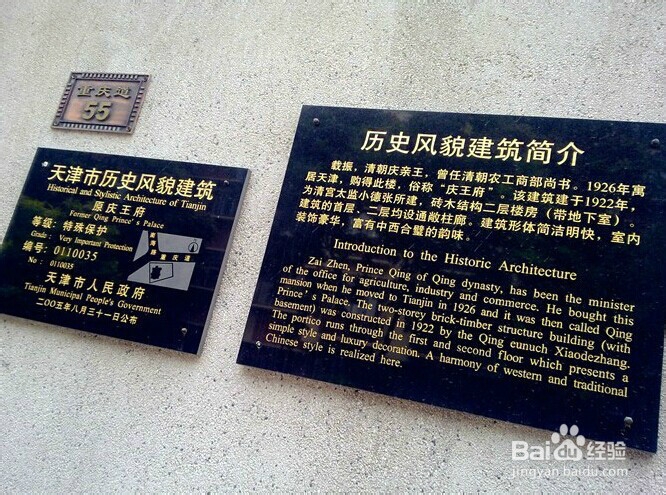 重庆道
55
天津市历史风貌建筑
Historical and Stylistic Architecture of Tianjin
原庆王府
Former Qing Prince's Palace
等级：特殊保护
Grade : Very Important Protection
编号：0110035
No : 0110035
重庆道
天津市人民政府
Tianjin Municipal People's Government
二〇〇五年八月三十一日公布
历史风貌建筑简介
载振，清朝庆亲王，曾任清朝农工商部尚书。1926年寓
居天津，购得此楼，俗称“庆王府”。该建筑建于1922年，
为清宫太监小德张所建，砖木结构二层楼房（带地下室）。
建筑的首层、二层均设通敞柱廊。建筑形体简洁明快，室内
装饰豪华，富有中西合璧的韵味。
Introduction to the Historic Architecture
Zai Zhen, Prince Qing of Qing dynasty, has been the minister
of the office for agriculture, industry and commerce. He bought this
mansion when he moved to Tianjin in 1926 and it was then called Qing
Prince's Palace. The two-storey brick-timber structure building (with
basement) was constructed in 1922 by the Qing cunuch Xiaodezhang.
The portico runs through the first and second floor which presents a
simple style and luxury decoration. A harmony of western and traditional
Chinese style is realized here.
Bai du 经验
jingyan.baidu.com